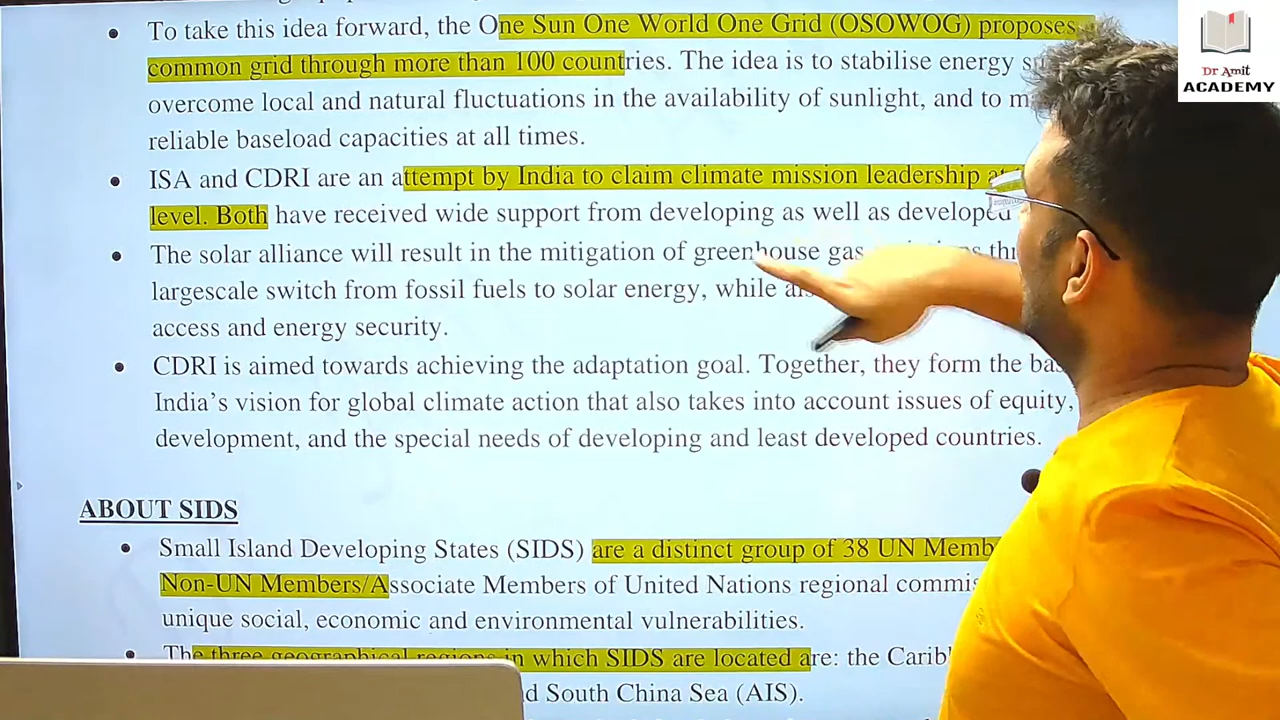 To take this idea forward, the One Sun One World One Grid (OSOWOG) proposes
common grid through more than 100 countries. The idea is to stabilise energy
overcome local and natural fluctuations in the availability of sunlight, and to
reliable baseload capacities at all times.
ISA and CDRI are an attempt by India to claim climate mission leadership
level. Both have received wide support from developing as well as developed
The solar alliance will result in the mitigation of greenhouse gas
largescale switch from fossil fuels to solar energy, while
access and energy security.
CDRI is aimed towards achieving the adaptation goal. Together, they form the
India's vision for global climate action that also takes into account issues of equity,
development, and the special needs of developing and least developed countries.
ABOUT SIDS
Small Island Developing States (SIDS) are a distinct group of 38 UN
Non-UN Members/Associate Members of United Nations regional
unique social, economic and environmental vulnerabilities.
The three geographical regions in which SIDS are located are: the
South China Sea (AIS).
Dr Amit
ACADEMY